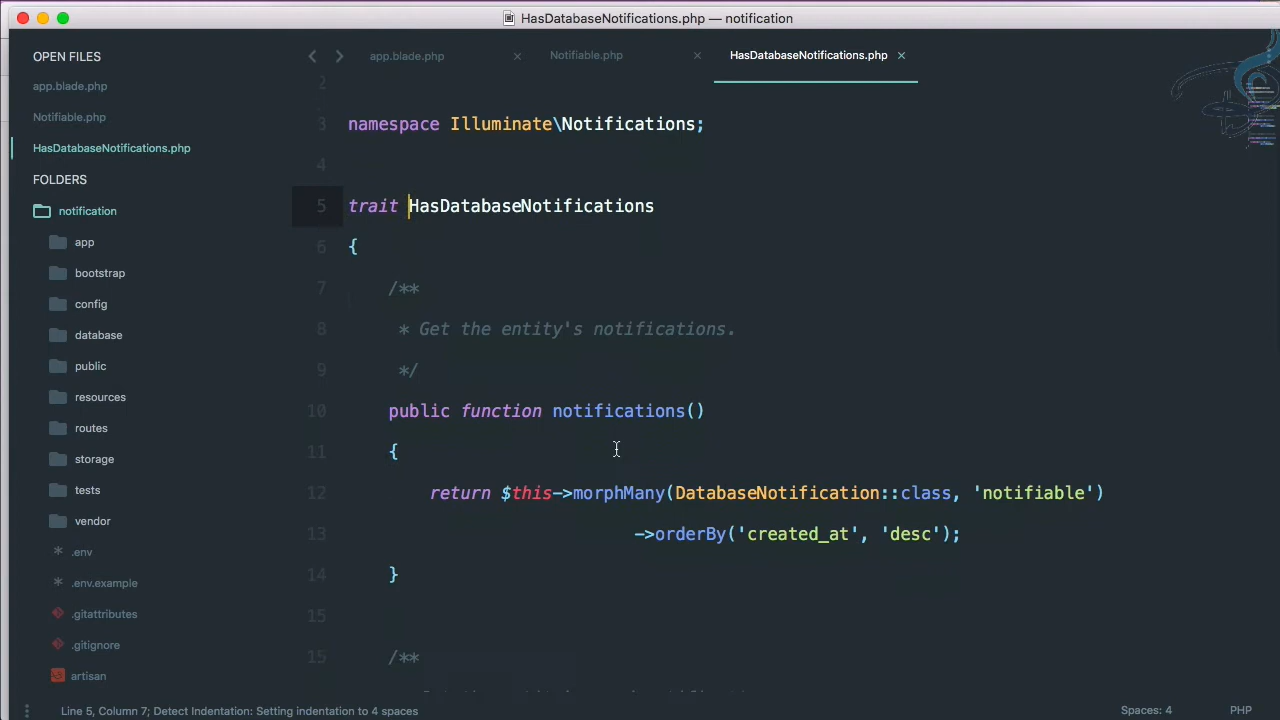 HasDatabaseNotifications.php — notification
OPEN FILES
app.blade.php
Notifiable.php
HasDatabaseNotifications.php
FOLDERS
notification
app
bootstrap
config
database
public
resources
routes
storage
tests
vendor
* .env
* .env.example
.gitattributes
.gitignore
artisan
app.blade.php × Notifiable.php × HasDatabaseNotifications.php ×
2
3 namespace Illuminate\Notifications;
4
5 trait HasDatabaseNotifications
6 {
7 /**
8 * Get the entity's notifications.
9 */
10 public function notifications()
11 {
12 return $this->morphMany(DatabaseNotification::class, 'notifiable')
13 ->orderBy('created_at', 'desc');
14 }
15
15 /**
Line 5, Column 7; Detect Indentation: Setting indentation to 4 spaces
Spaces: 4
PHP